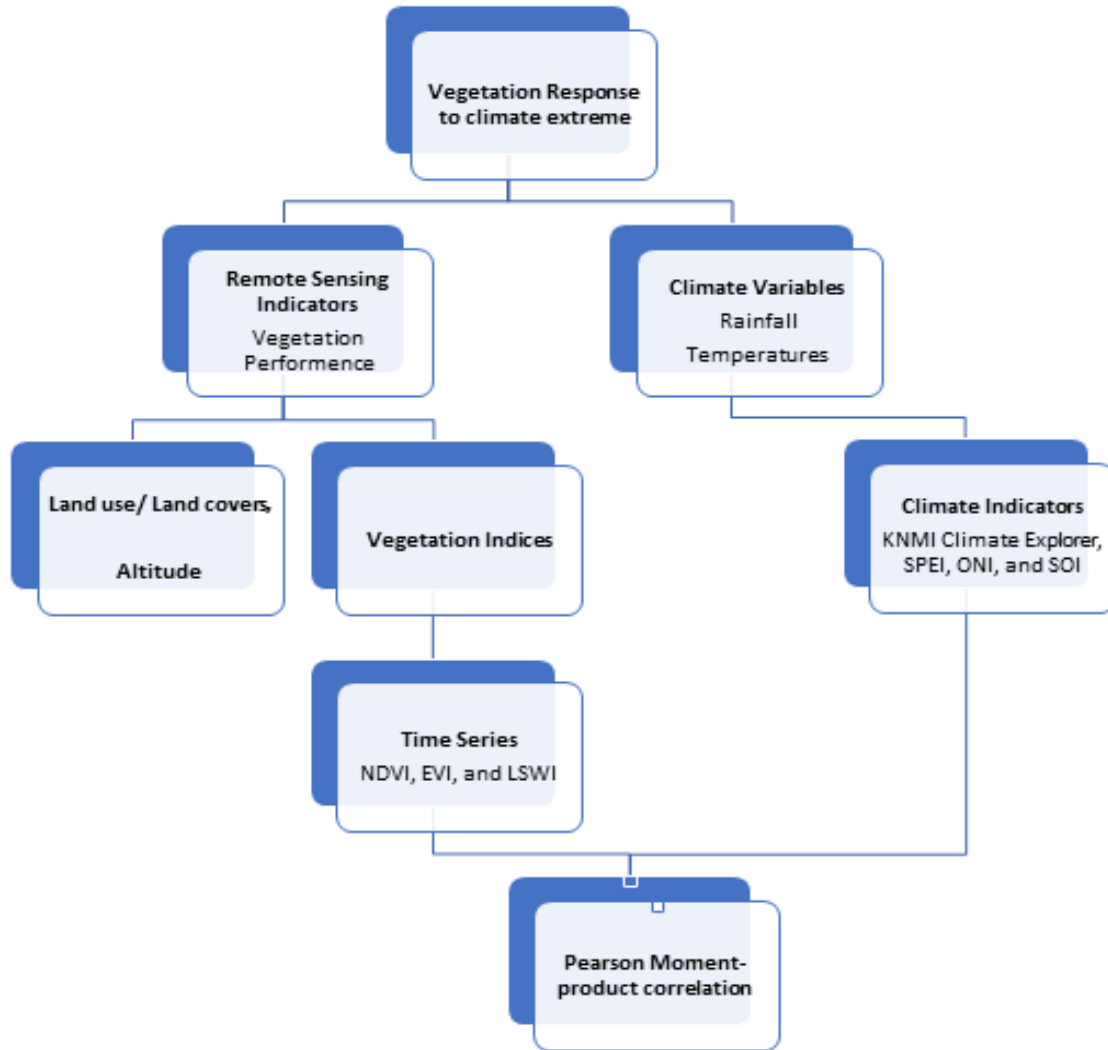 Vegetation Response
to climate extreme
Remote Sensing
Indicators
Vegetation
Performence
Climate Variables
Rainfall
Temperatures
Land use/ Land covers,
Altitude
Vegetation Indices
Climate Indicators
KNMI Climate Explorer,
SPEI, ONI, and SOI
Time Series
NDVI, EVI, and LSWI
Pearson Moment-
product correlation